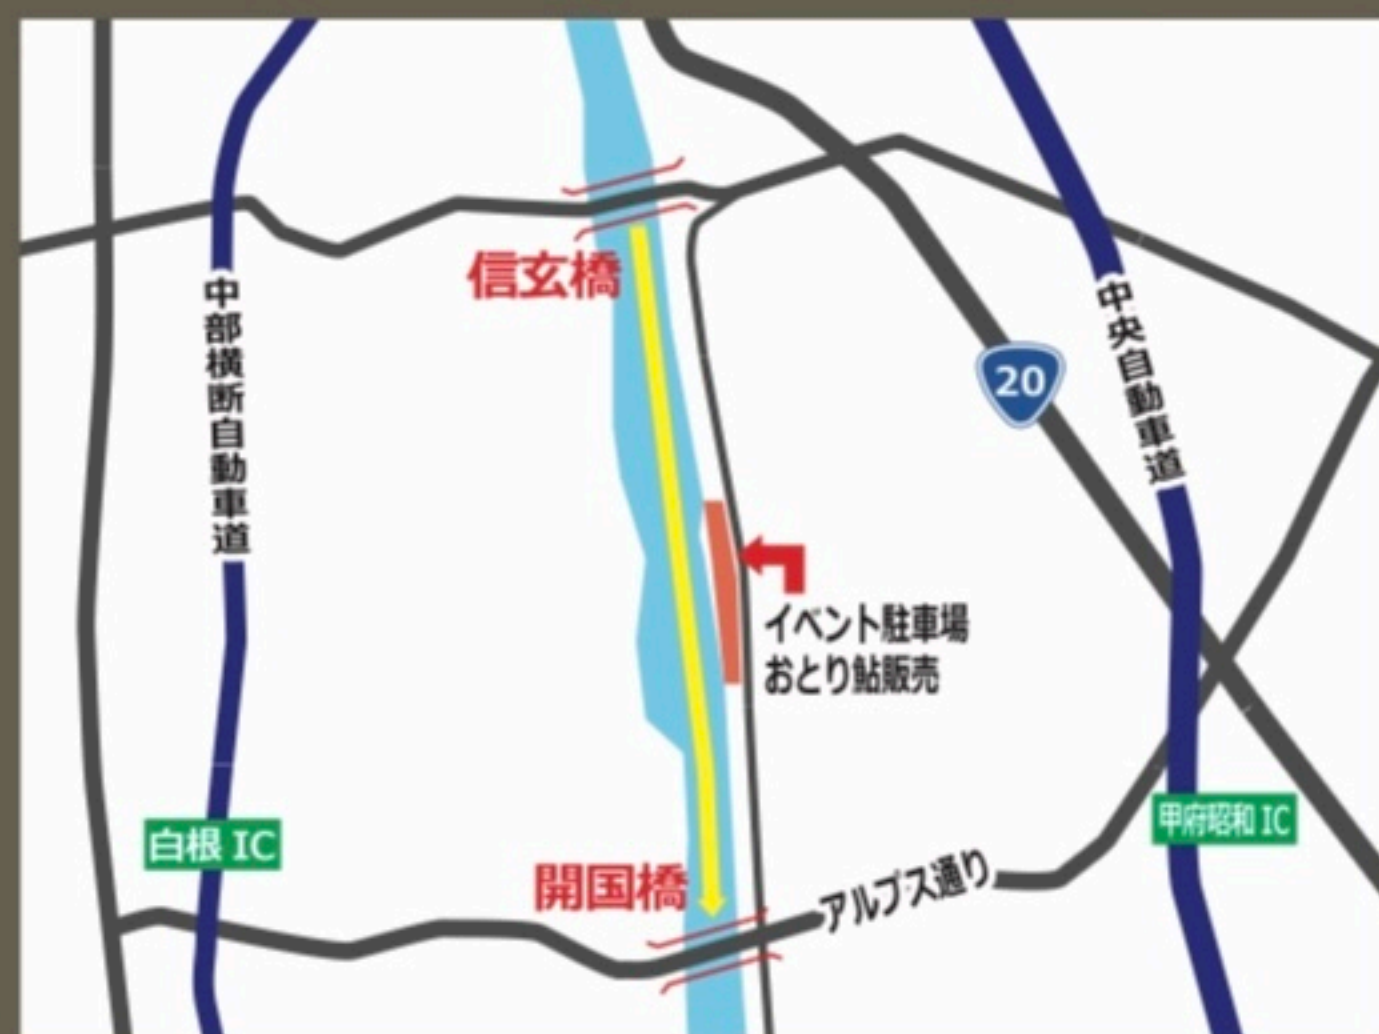 信玄橋
中部横断自動車道
中央自動車道
20
イベント駐車場
おとり鮎販売
白根 IC
甲府昭和 IC
開国橋
アルプス通り